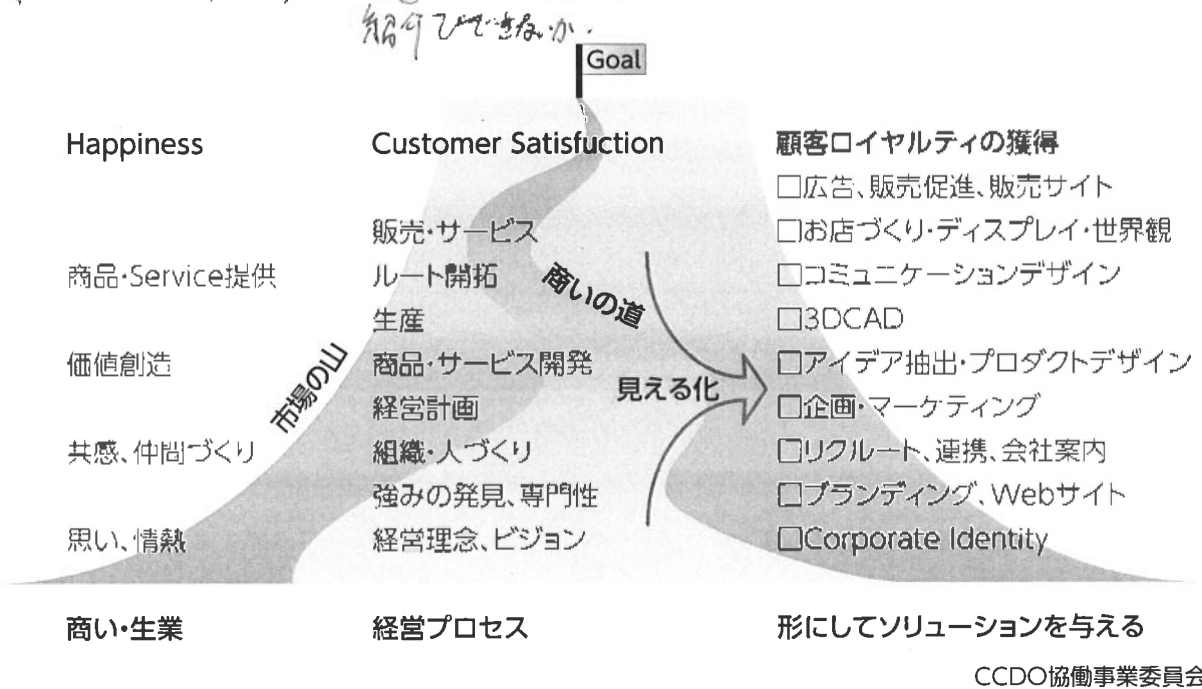 Goal
Happiness
Customer Satisfuction
顧客ロイヤルティの獲得
□広告、販売促進、販売サイト
販売・サービス
□お店づくり・ディスプレイ・世界観
商品・Service提供
ルート開拓
商いの道
□コミュニケーションデザイン
生産
□3DCAD
価値創造
市場の山
商品・サービス開発
見える化
□アイデア抽出・プロダクトデザイン
経営計画
□企画・マーケティング
共感、仲間づくり
組織・人づくり
□リクルート、連携、会社案内
強みの発見、専門性
□ブランディング、Webサイト
思い、情熱
経営理念、ビジョン
□Corporate Identity
商い・生業
経営プロセス
形にしてソリューションを与える
CCDO協働事業委員会